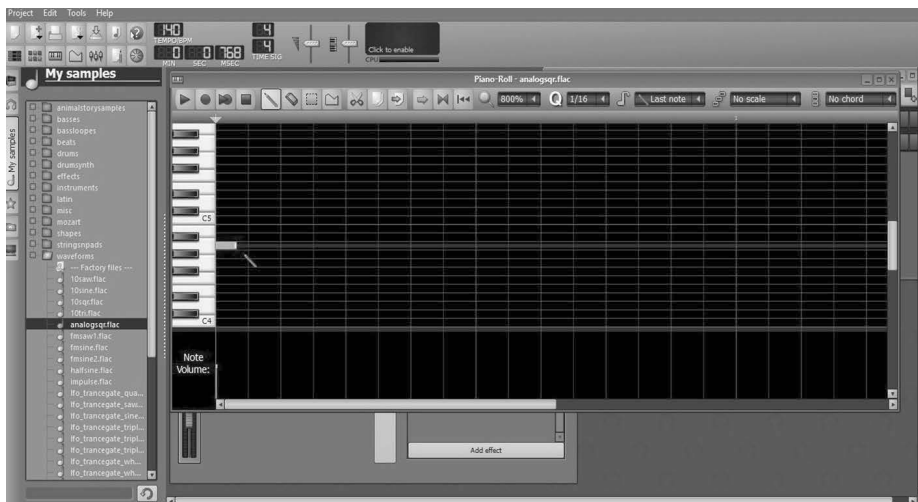 Project Edit Tools Help
140
TEMPO/BPM
4
4
TIME SIG
0 0 768
MIN SEC MSEC
Click to enable
CPU
My samples
Piano-Roll - analogsqr.flac
800%
Q 1/16
Last note
No scale
No chord
My samples
animalstorysamples
basses
bassloopes
beats
drums
drumsynth
effects
instruments
latin
misc
mozart
shapes
stringsnpads
waveforms
--- Factory files ---
10saw.flac
10sine.flac
10sqr.flac
10tri.flac
analogsqr.flac
fmsaw1.flac
fmsine.flac
fmsine2.flac
halfsine.flac
impulse.flac
lfo_trancegate_qua...
lfo_trancegate_saw...
lfo_trancegate_sine...
lfo_trancegate_tripl...
lfo_trancegate_tripl...
lfo_trancegate_tripl...
lfo_trancegate_wh...
lfo_trancegate_wh...
C5
C4
Note
Volume:
Add effect